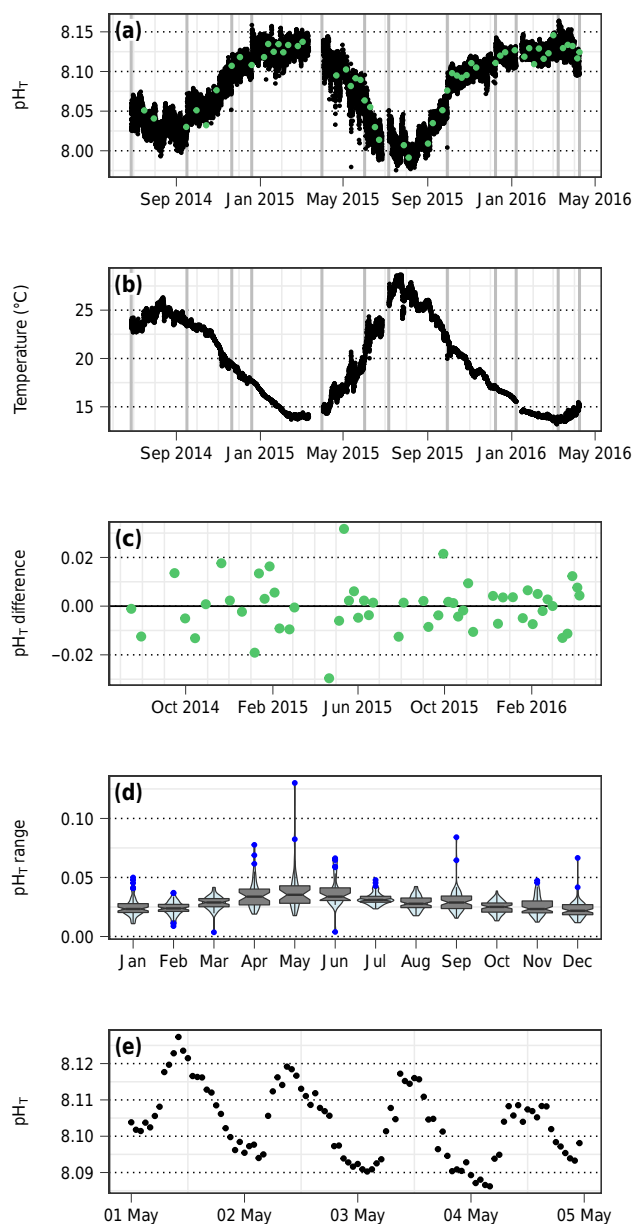 (a)
8.15
8.10
8.05
8.00
pHT
Sep 2014 Jan 2015 May 2015 Sep 2015 Jan 2016 May 2016
(b)
25
20
15
Temperature (°C)
Sep 2014 Jan 2015 May 2015 Sep 2015 Jan 2016 May 2016
(c)
0.02
0.00
−0.02
pHT difference
Oct 2014 Feb 2015 Jun 2015 Oct 2015 Feb 2016
(d)
0.10
0.05
0.00
pHT range
Jan Feb Mar Apr May Jun Jul Aug Sep Oct Nov Dec
(e)
8.12
8.11
8.10
8.09
pHT
01 May 02 May 03 May 04 May 05 May